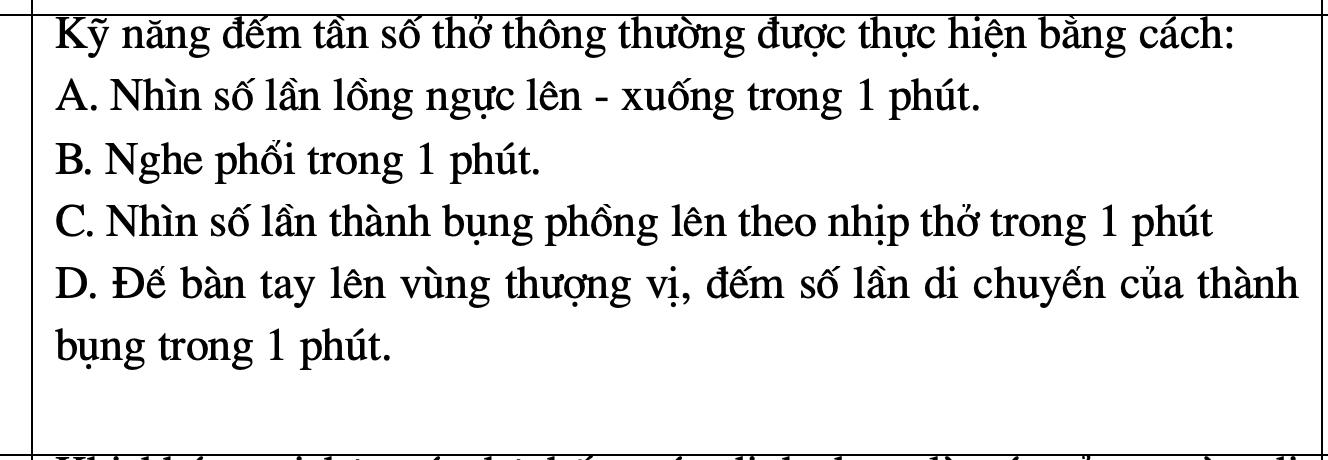 Kỹ năng đếm tần số thở thông thường được thực hiện bằng cách:
A. Nhìn số lần lồng ngực lên - xuống trong 1 phút.
B. Nghe phổi trong 1 phút.
C. Nhìn số lần thành bụng phồng lên theo nhịp thở trong 1 phút
D. Để bàn tay lên vùng thượng vị, đếm số lần di chuyển của thành
bụng trong 1 phút.